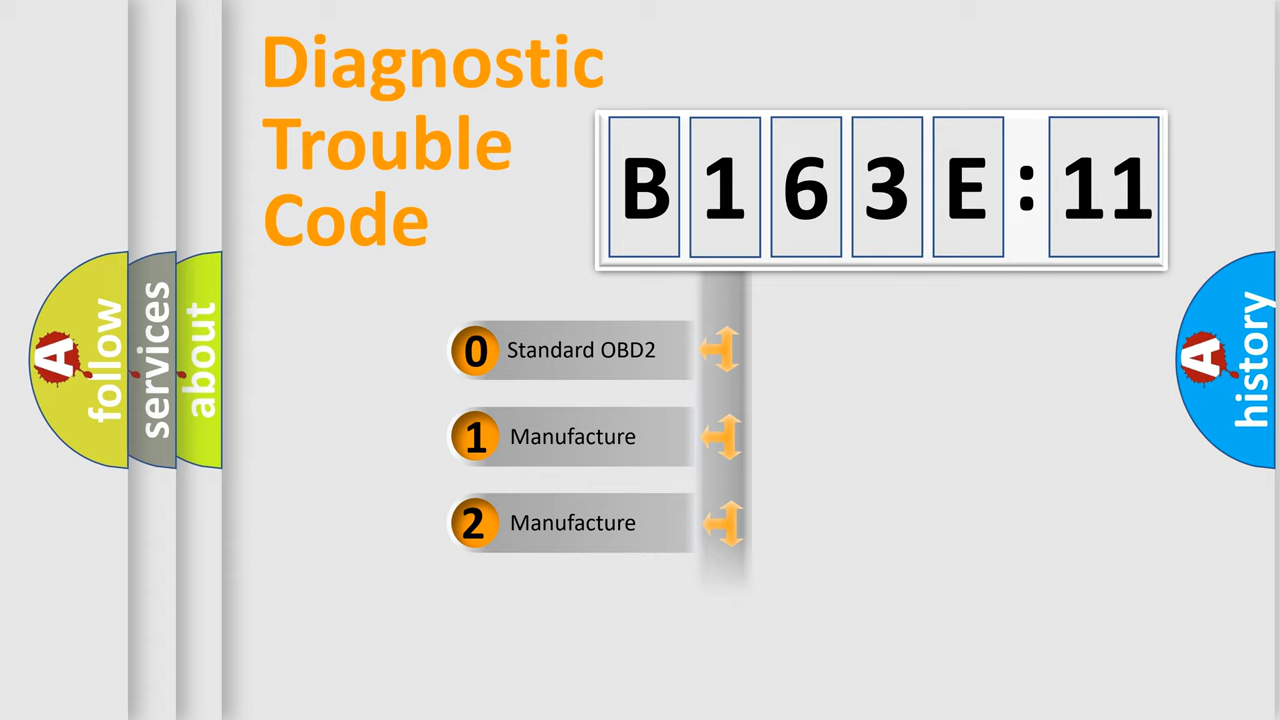 Diagnostic
Trouble
Code
B163E:11
0 Standard OBD2
1 Manufacture
2 Manufacture
A follow
services
about
A history